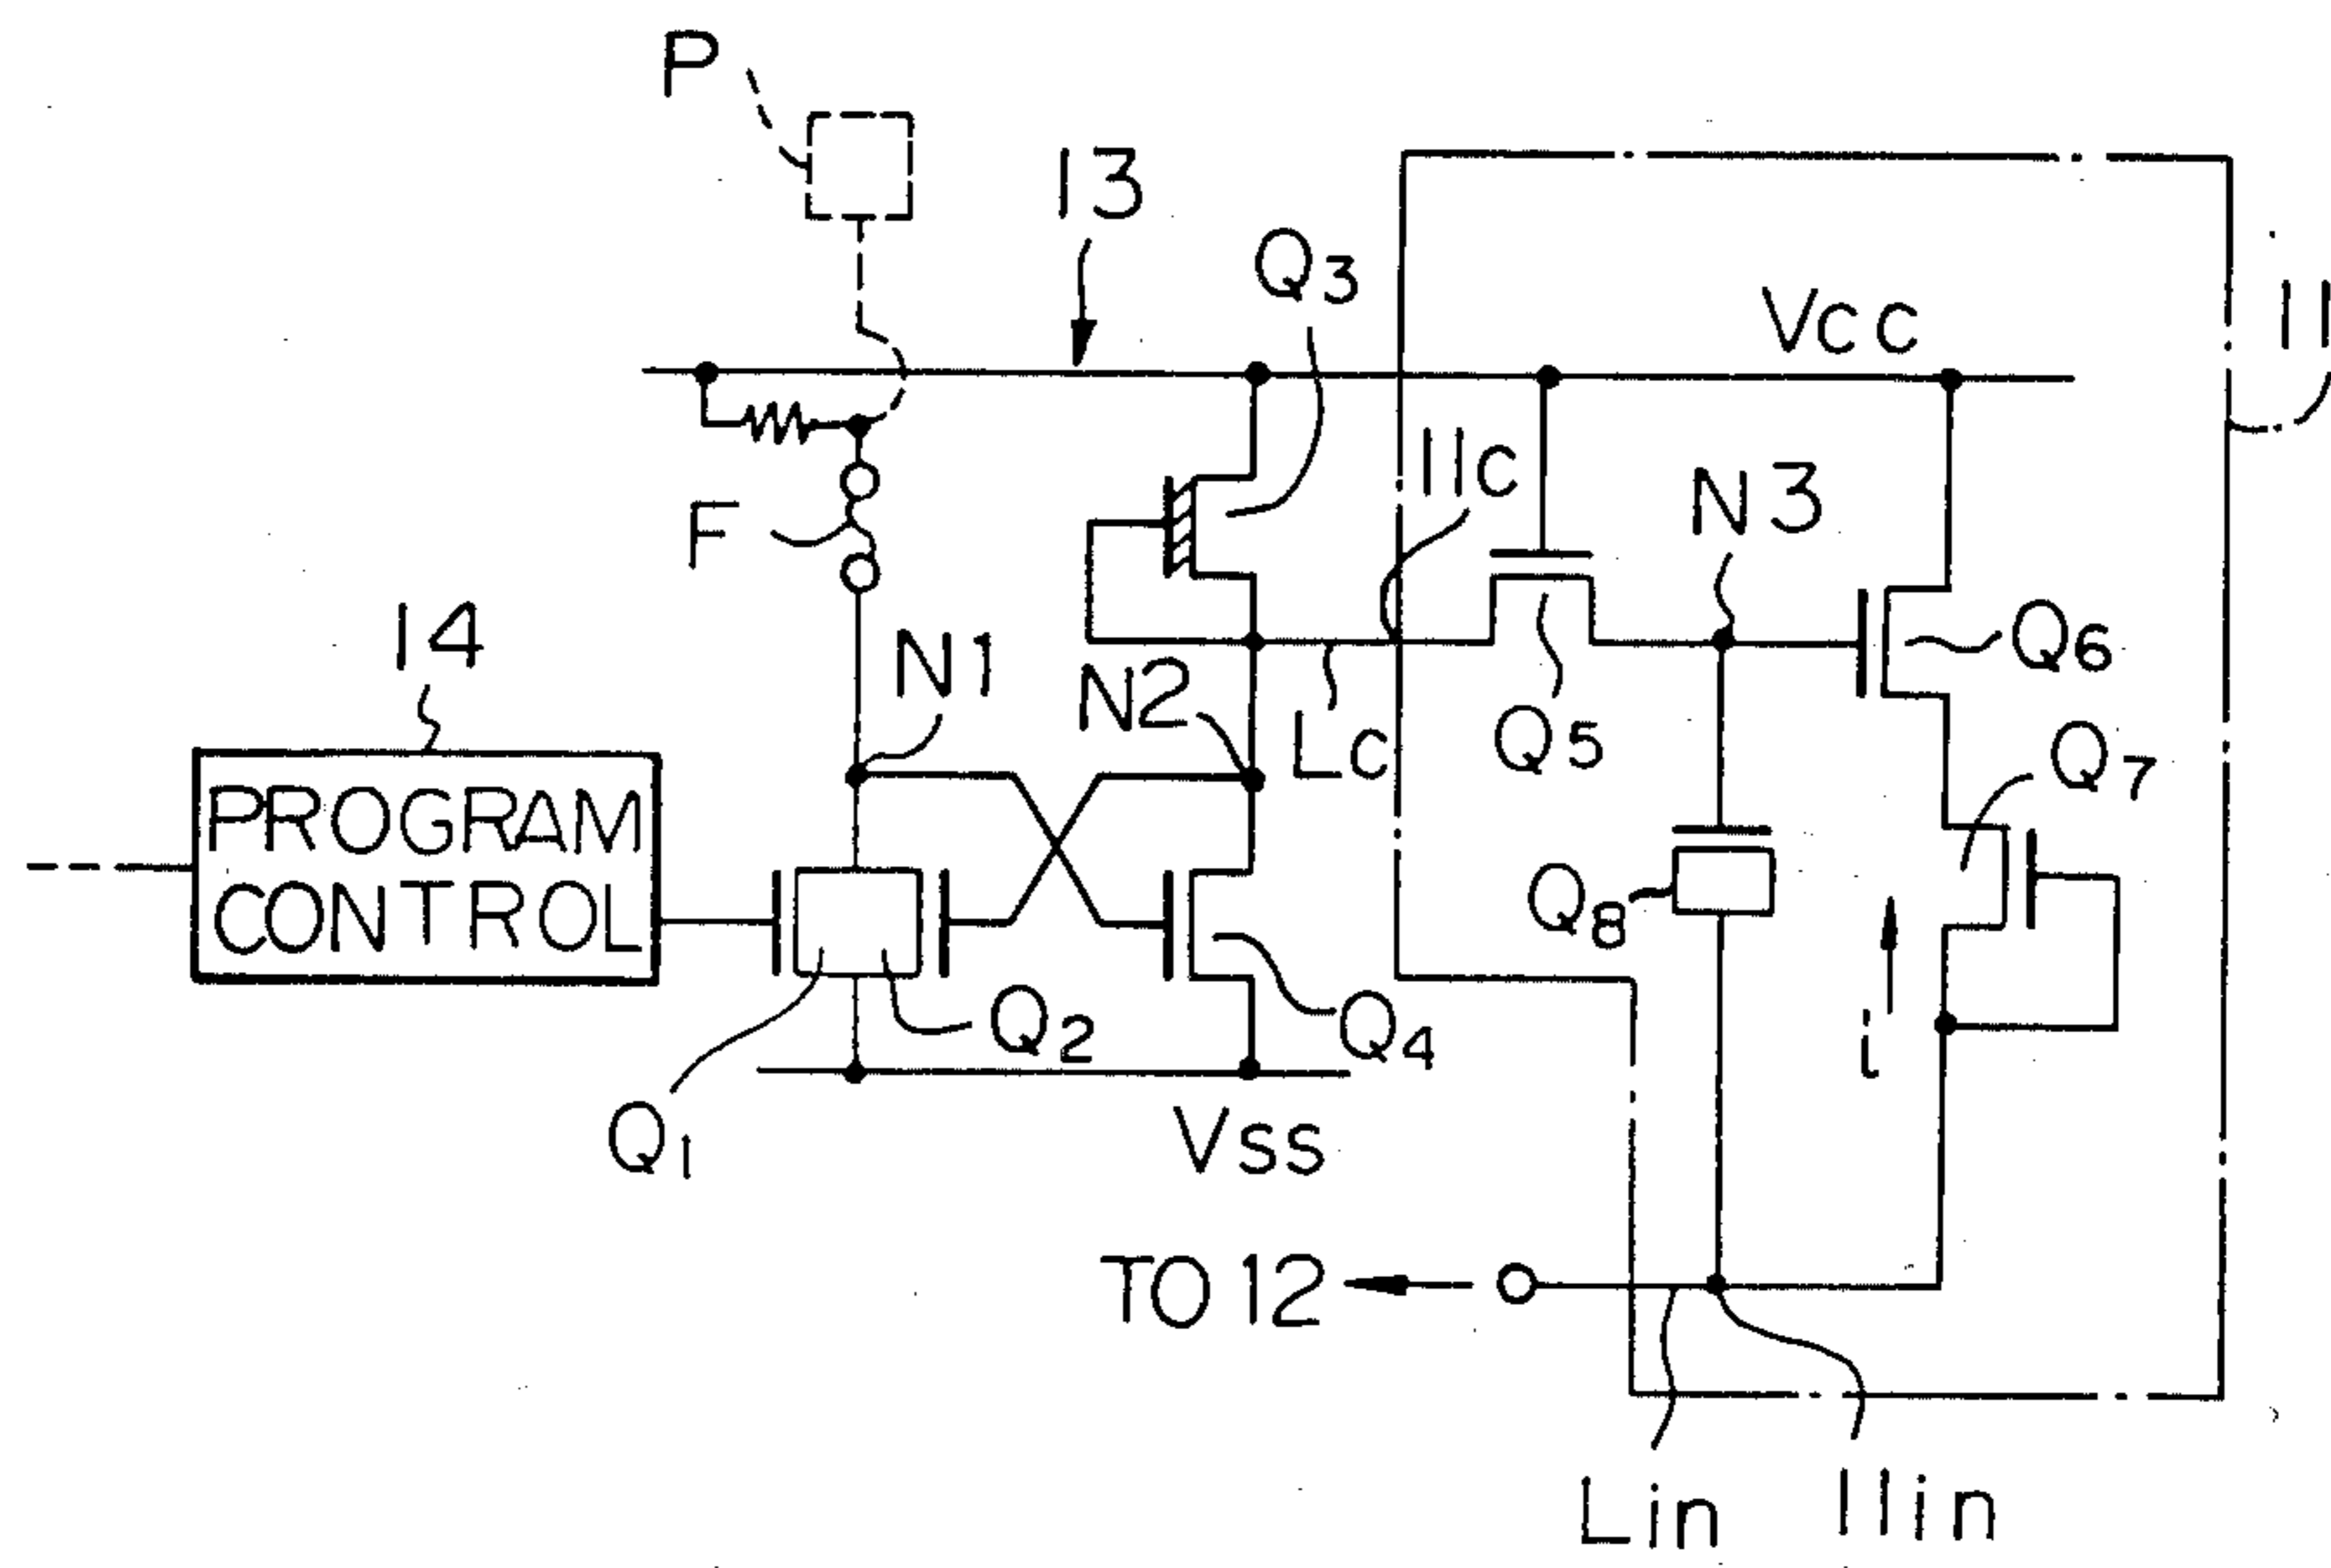 P
13
Q3
Vcc
11
F
11c
N3
14
N1
N2
Lc
Q5
Q6
Q7
PROGRAM
CONTROL
Q8
Q2
Q4
i
Q1
Vss
TO 12
Lin
11in